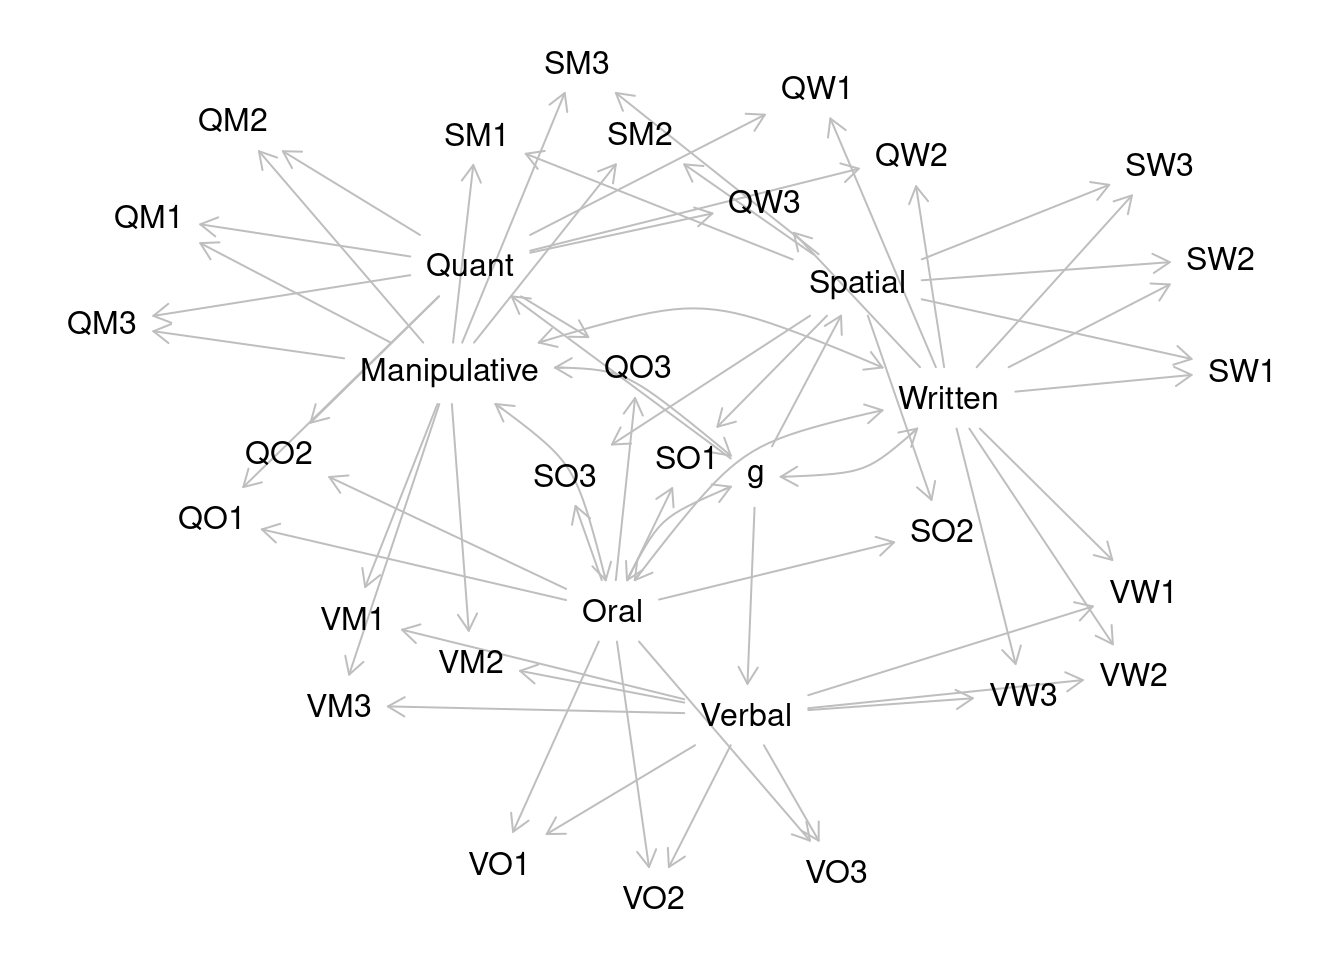 SM3
QW1
QM2
SM1
SM2
QW2
SW3
QW3
QM1
Quant
Spatial
SW2
QM3
Manipulative
QO3
Written
SW1
QO2
SO3
SO1
g
QO1
SO2
VM1
Oral
VW1
VM2
VW2
VM3
Verbal
VW3
VO1
VO2
VO3